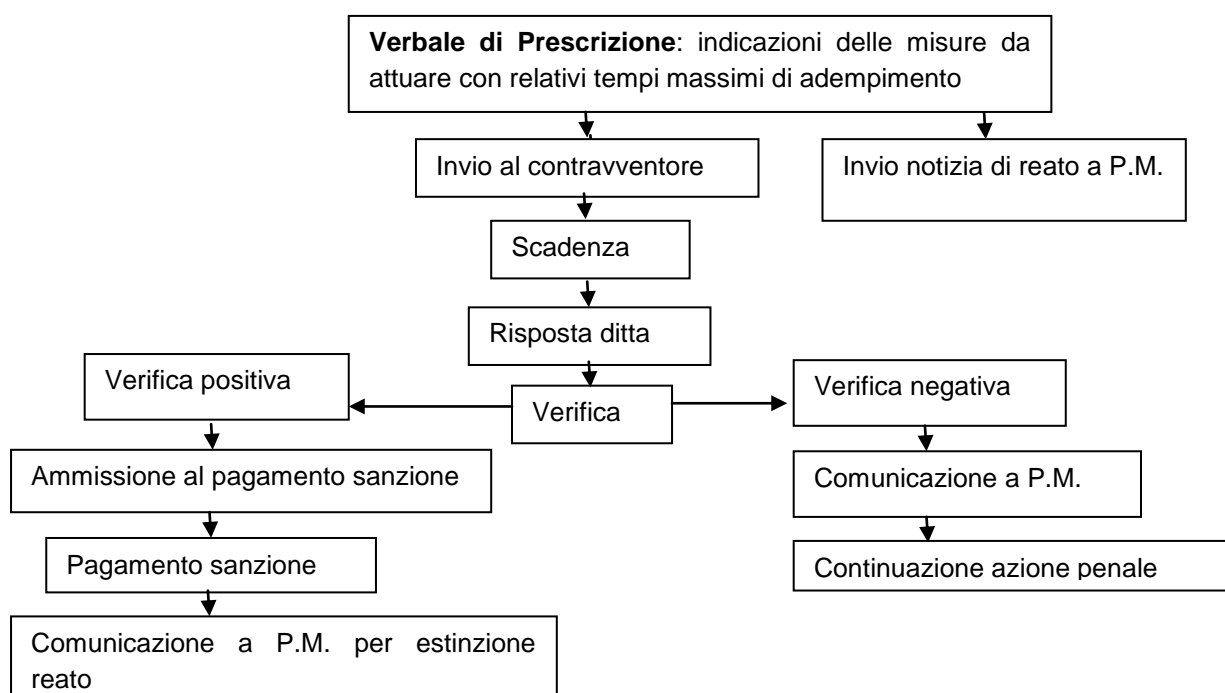 Verbale di Prescrizione: indicazioni delle misure da
attuare con relativi tempi massimi di adempimento
Invio al contravventore
Invio notizia di reato a P.M.
Scadenza
Risposta ditta
Verifica positiva
Verifica
Verifica negativa
Ammissione al pagamento sanzione
Comunicazione a P.M.
Pagamento sanzione
Continuazione azione penale
Comunicazione a P.M. per estinzione
reato